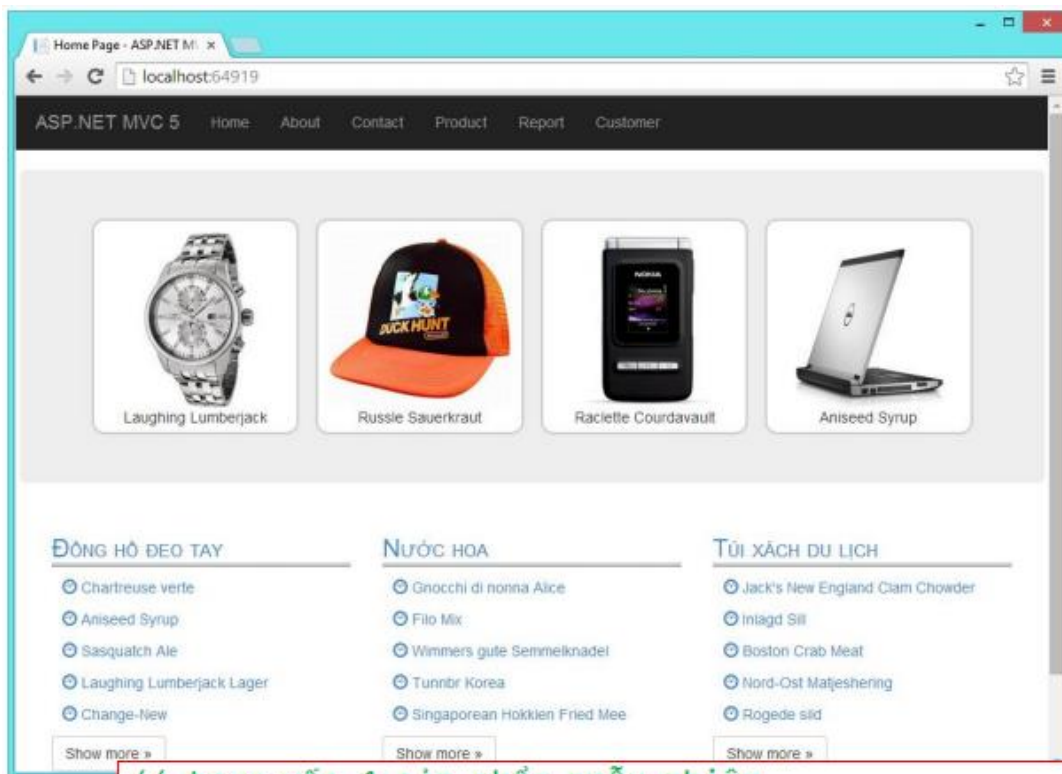 Home Page - ASP.NET M
localhost:64919
ASP.NET MVC 5 Home About Contact Product Report Customer
NOKIA
DUCK HUNT
Laughing Lumberjack
Russle Sauerkraut
Raclette Courdavault
Aniseed Syrup
ĐỒNG HỒ ĐEO TAY
Chartreuse verte
Aniseed Syrup
Sasquatch Ale
Laughing Lumberjack Lager
Change-New
Show more »
NƯỚC HOA
Gnocchi di nonna Alice
Filo Mix
Wimmers gute Semmelknadel
Tunnbr Korea
Singaporean Hokkien Fried Mee
Show more »
TÚI XÁCH DU LỊCH
Jack's New England Clam Chowder
Inlagd Sill
Boston Crab Meat
Nord-Ost Matjeshering
Rogede sild
Show more »